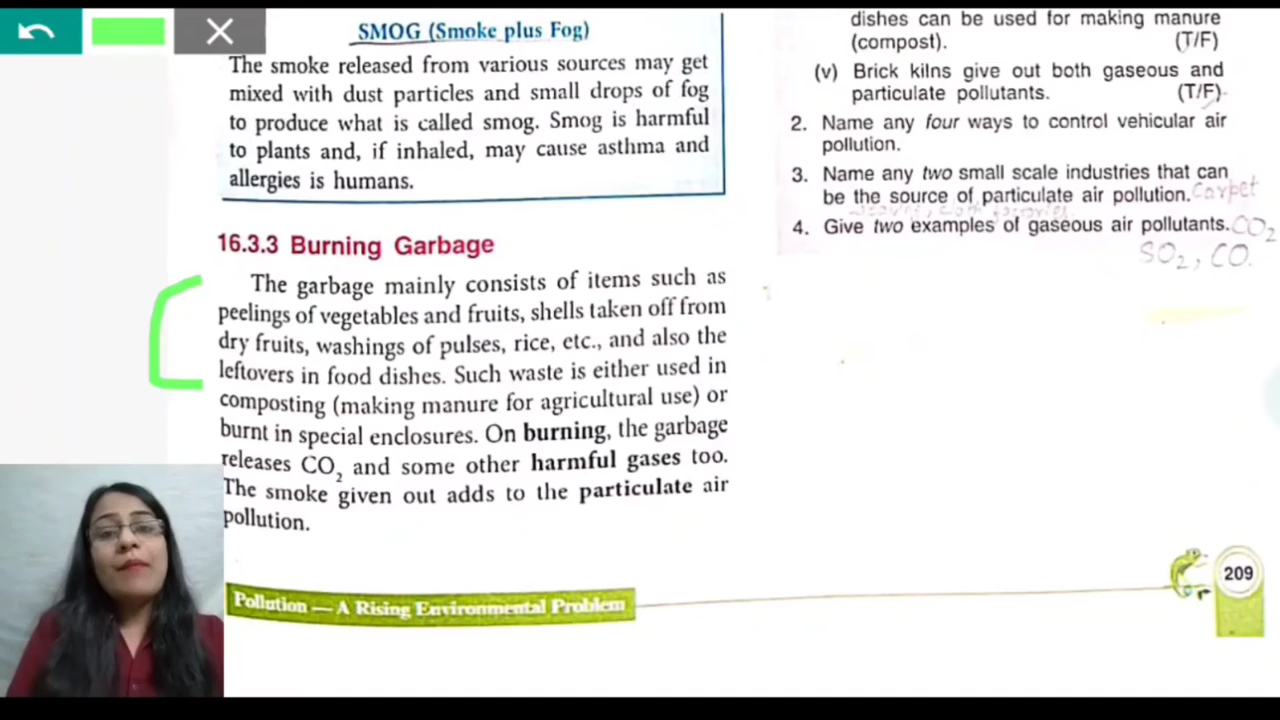 SMOG (Smoke plus Fog)
The smoke released from various sources may get
mixed with dust particles and small drops of fog
to produce what is called smog. Smog is harmful
to plants and, if inhaled, may cause asthma and
allergies is humans.
16.3.3 Burning Garbage
The garbage mainly consists of items such as
peelings of vegetables and fruits, shells taken off from
dry fruits, washings of pulses, rice, etc., and also the
leftovers in food dishes. Such waste is either used in
composting (making manure for agricultural use) or
burnt in special enclosures. On burning, the garbage
releases CO₂ and some other harmful gases too.
The smoke given out adds to the particulate air
pollution.
dishes can be used for making manure
(compost). (T/F)
(v) Brick kilns give out both gaseous and
particulate pollutants. (T/F)
2. Name any four ways to control vehicular air
pollution.
3. Name any two small scale industries that can
be the source of particulate air pollution. Carpet
4. Give two examples of gaseous air pollutants. CO₂
SO₂, CO.
Pollution — A Rising Environmental Problem
209